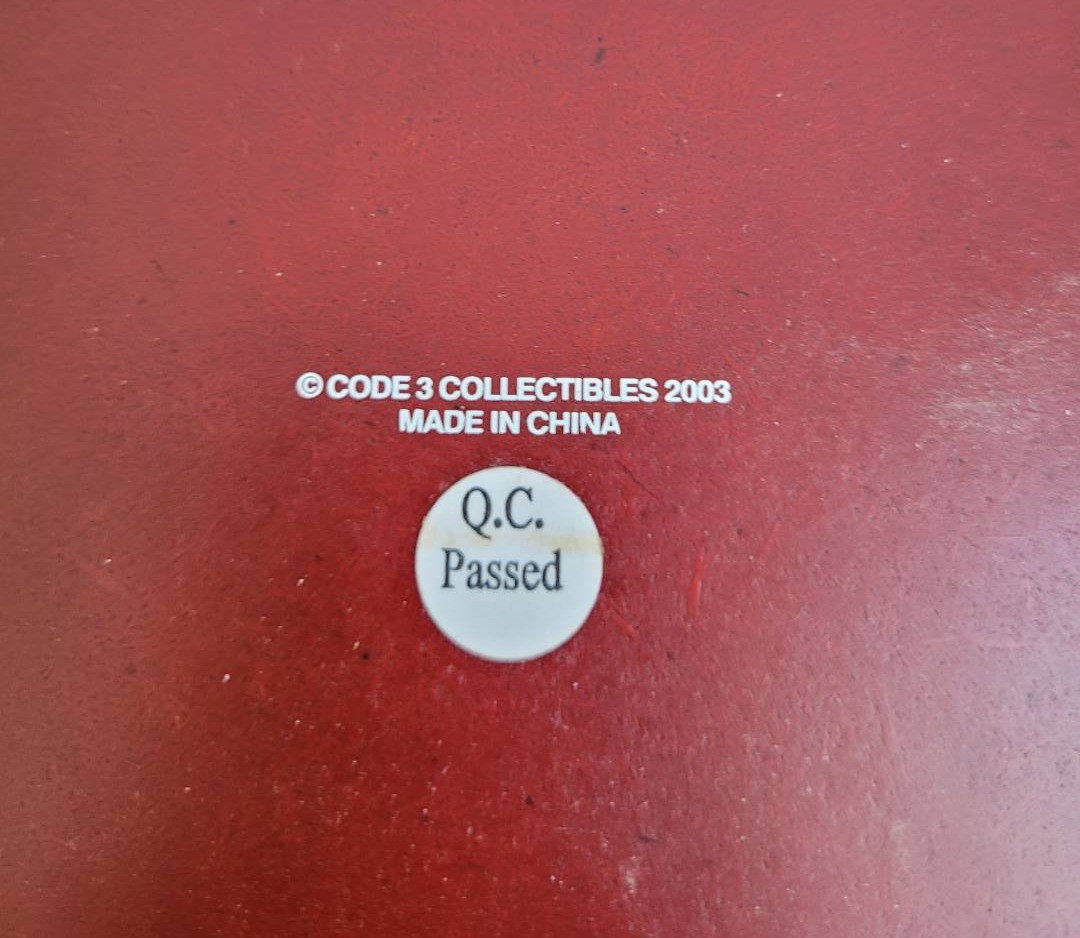 © CODE 3 COLLECTIBLES 2003
MADE IN CHINA
Q.C.
Passed